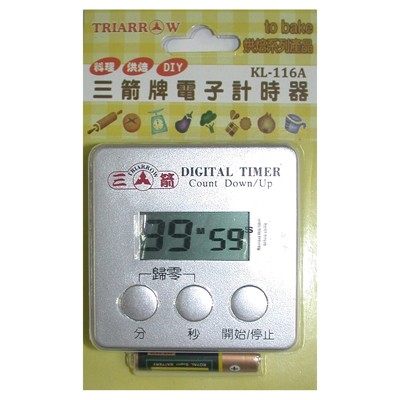 TRIARROW
to bake
烘焙系列產品
料理 烘焙 DIY
KL-116A
三箭牌電子計時器
三 箭
TRIARROW
DIGITAL TIMER
Count Down/Up
99 M 59 S
歸零
分 秒 開始/停止